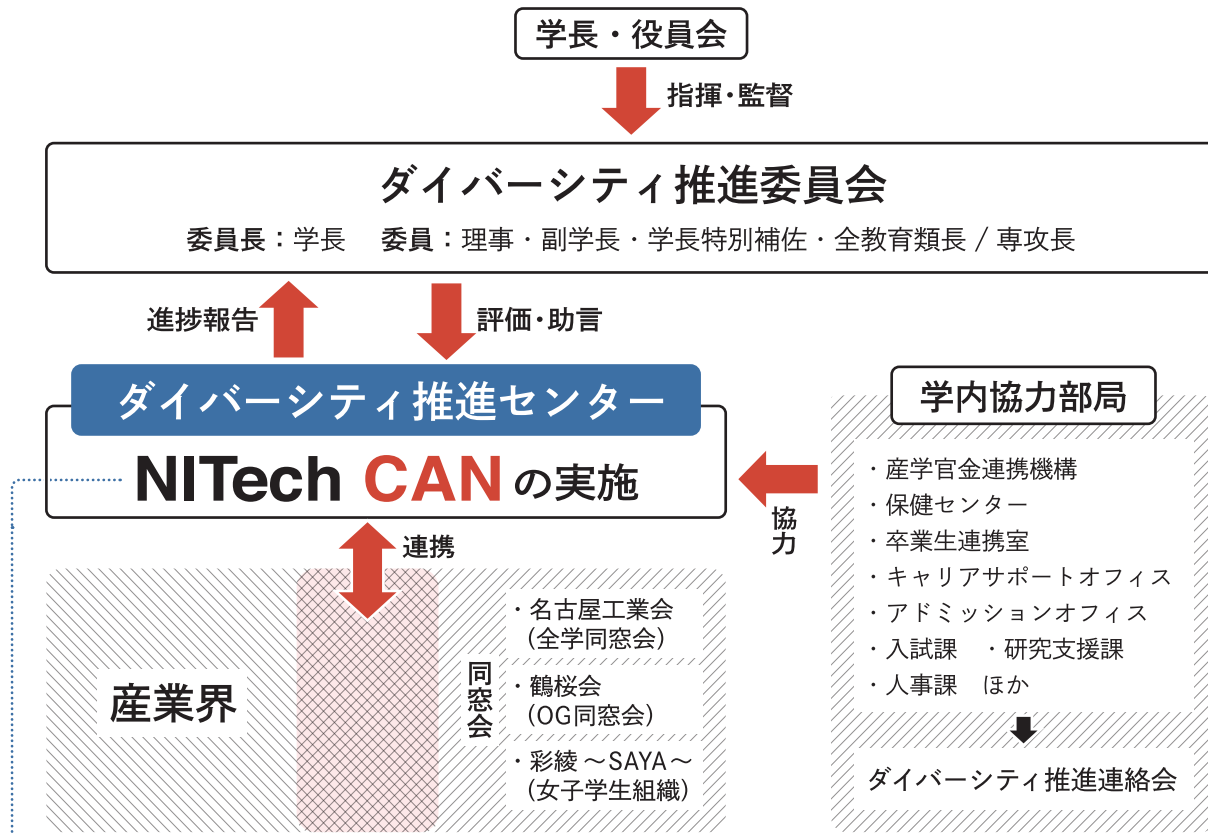 学長・役員会
指揮・監督
ダイバーシティ推進委員会
委員長：学長　委員：理事・副学長・学長特別補佐・全教育類長 / 専攻長
進捗報告
評価・助言
ダイバーシティ推進センター
NITech CAN の実施
連携
協力
学内協力部局
・産学官金連携機構
・保健センター
・卒業生連携室
・キャリアサポートオフィス
・アドミッションオフィス
・入試課　・研究支援課
・人事課　ほか
ダイバーシティ推進連絡会
産業界
同窓会
・名古屋工業会
（全学同窓会）
・鶴桜会
（OG同窓会）
・彩綾 ～SAYA～
（女子学生組織）